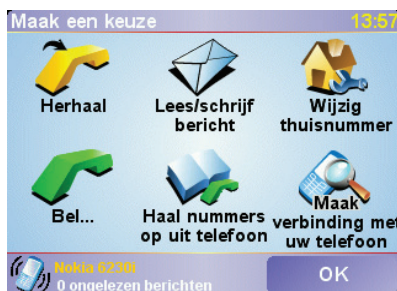 Maak een keuze 13:57
Herhaal
Lees/schrijf
bericht
Wijzig
thuisnummer
Bel...
Haal nummers
op uit telefoon
Maak
verbinding met
uw telefoon
Nokia 6230i
0 ongelezen berichten
OK